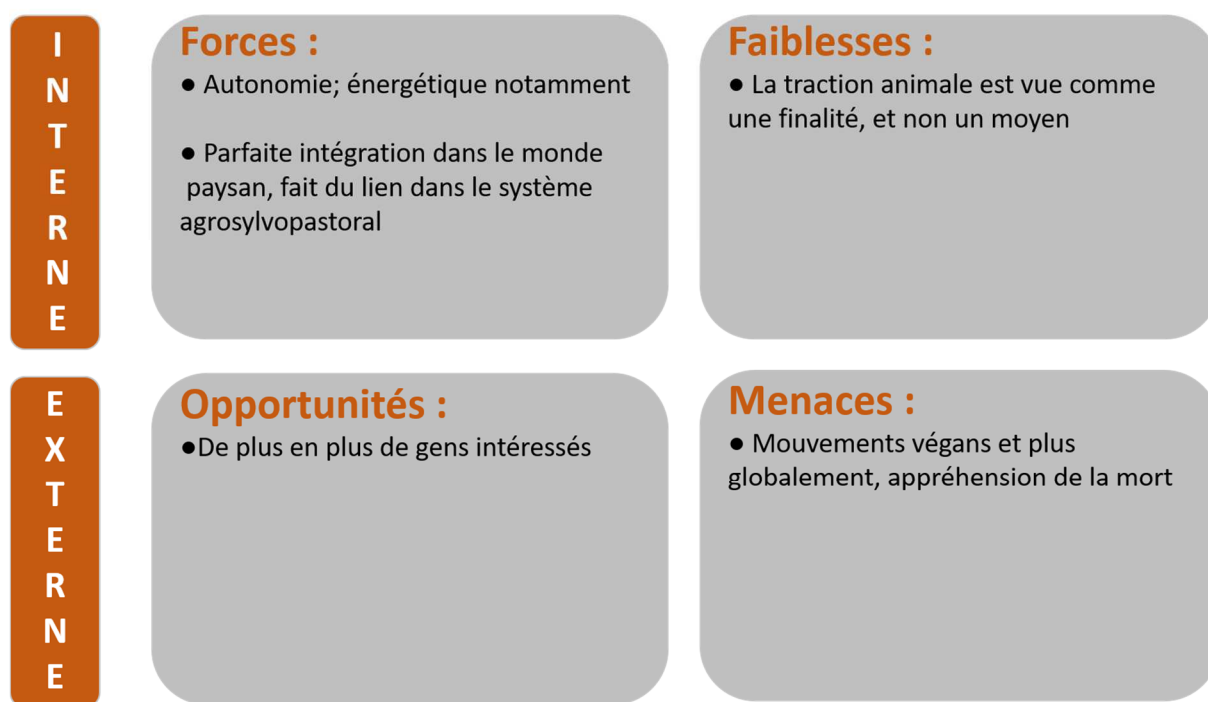 INTERNE
Forces :
● Autonomie; énergétique notamment
● Parfaite intégration dans le monde
paysan, fait du lien dans le système
agrosylvopastoral
Faiblesses :
● La traction animale est vue comme
une finalité, et non un moyen
EXTERNE
Opportunités :
●De plus en plus de gens intéressés
Menaces :
● Mouvements végans et plus
globalement, appréhension de la mort